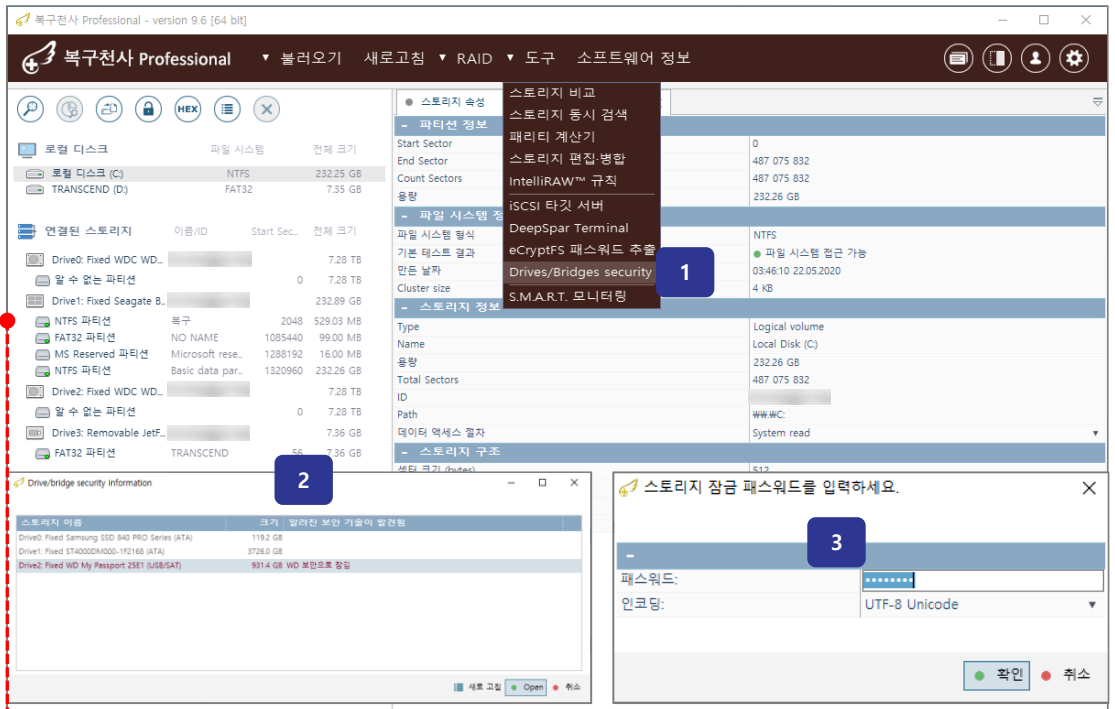 복구천사 Professional - version 9.6 [64 bit]
복구천사 Professional ▼ 불러오기 새로고침 ▼ RAID ▼ 도구 소프트웨어 정보
HEX
로컬 디스크 파일 시스템 전체 크기
로컬 디스크 (C:) NTFS 232.25 GB
TRANSCEND (D:) FAT32 7.35 GB
연결된 스토리지 이름/ID Start Sec... 전체 크기
Drive0: Fixed WDC WD... 7.28 TB
알 수 없는 파티션 0 7.28 TB
Drive1: Fixed Seagate B... 232.89 GB
NTFS 파티션 복구 2048 529.03 MB
FAT32 파티션 NO NAME 1085440 99.00 MB
MS Reserved 파티션 Microsoft rese... 1288192 16.00 MB
NTFS 파티션 Basic data par... 1320960 232.26 GB
Drive2: Fixed WDC WD... 7.28 TB
알 수 없는 파티션 0 7.28 TB
Drive3: Removable JetF... 7.36 GB
FAT32 파티션 TRANSCEND 56 7.36 GB
스토리지 비교
스토리지 동시 검색
패리티 계산기
스토리지 편집·병합
IntelliRAW™ 규칙
iSCSI 타깃 서버
DeepSpar Terminal
eCryptFS 패스워드 추출
Drives/Bridges security
S.M.A.R.T. 모니터링
1
스토리지 속성
– 파티션 정보
Start Sector 0
End Sector 487 075 832
Count Sectors 487 075 832
용량 232.26 GB
– 파일 시스템 정
파일 시스템 형식 NTFS
기본 테스트 결과 파일 시스템 접근 가능
만든 날짜 03:46:10 22.05.2020
Cluster size 4 KB
– 스토리지 정보
Type Logical volume
Name Local Disk (C:)
용량 232.26 GB
Total Sectors 487 075 832
ID
Path ₩₩.₩C:
데이터 액세스 절차 System read ▼
– 스토리지 구조
섹터 크기 (bytes) 512
Drive/bridge security information
2
스토리지 이름 크기 알려진 보안 기술이 발견됨
Drive0: Fixed Samsung SSD 840 PRO Series (ATA) 119.2 GB
Drive1: Fixed ST4000DM000-1F2168 (ATA) 3726.0 GB
Drive2: Fixed WD My Passport 25E1 (USB/SAT) 931.4 GB WD 보안으로 잠김
새로 고침 Open 취소
스토리지 잠금 패스워드를 입력하세요.
3
–
패스워드: ••••••••
인코딩: UTF-8 Unicode ▼
확인 취소